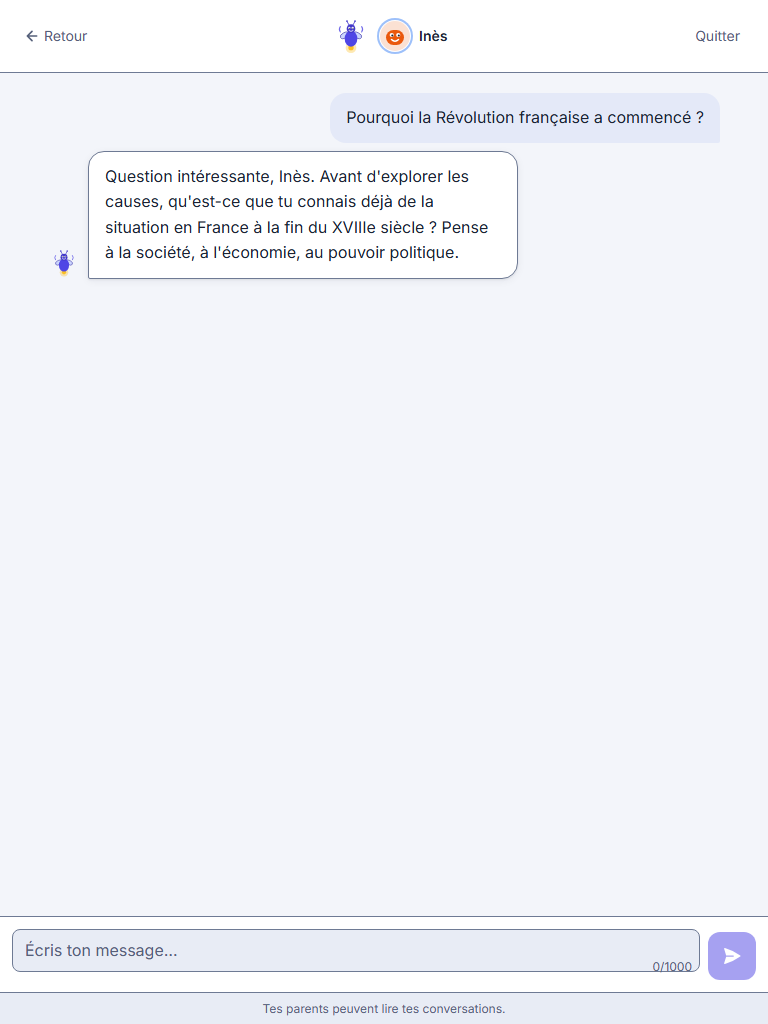 Retour
Inès
Quitter
Pourquoi la Révolution française a commencé ?
Question intéressante, Inès. Avant d'explorer les
causes, qu'est-ce que tu connais déjà de la
situation en France à la fin du XVIIIe siècle ? Pense
à la société, à l'économie, au pouvoir politique.
Écris ton message...
0/1000
Tes parents peuvent lire tes conversations.